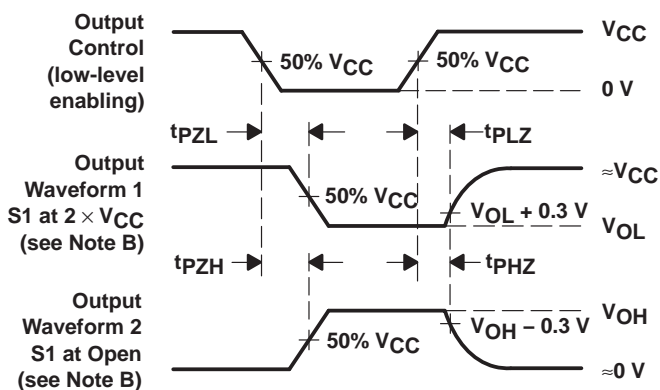 Output
Control
(low-level
enabling)
50% VCC
50% VCC
VCC
0 V
tPZL
tPLZ
Output
Waveform 1
S1 at 2 × VCC
(see Note B)
50% VCC
VOL + 0.3 V
≈VCC
VOL
tPZH
tPHZ
Output
Waveform 2
S1 at Open
(see Note B)
50% VCC
VOH − 0.3 V
VOH
≈0 V